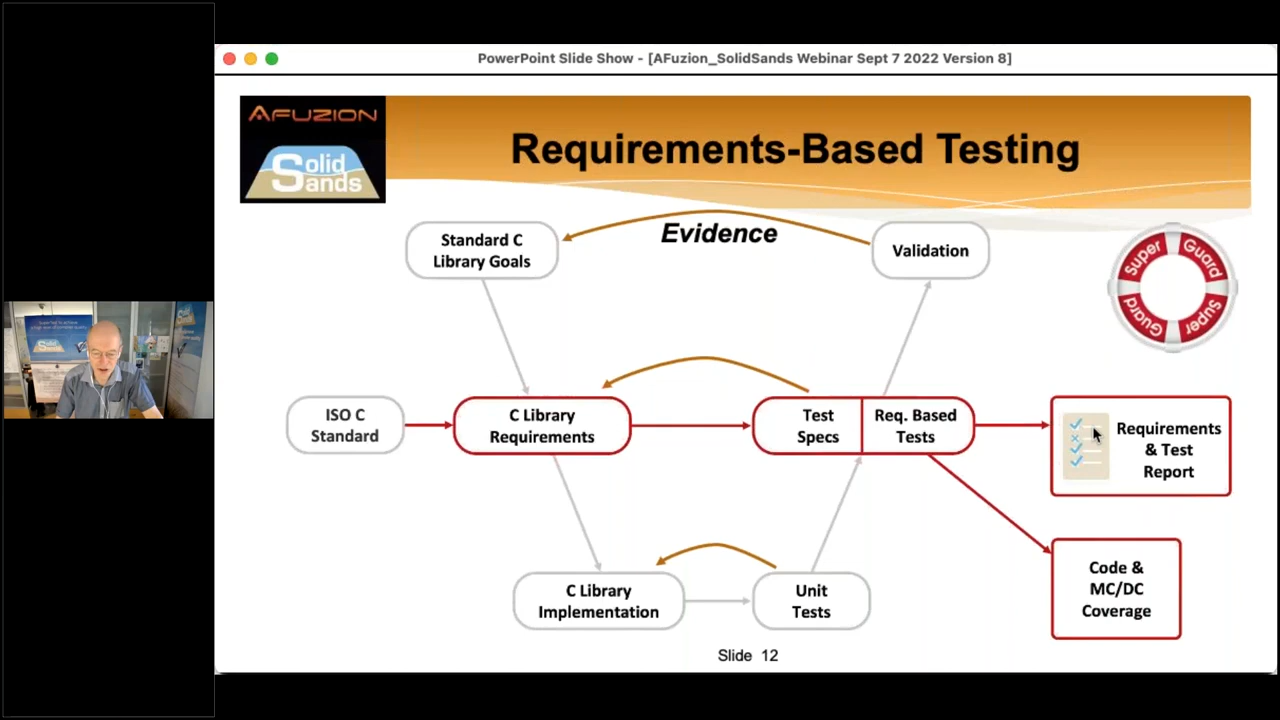 PowerPoint Slide Show - [AFuzion_SolidSands Webinar Sept 7 2022 Version 8]
AFUZION
Solid
Sands
Requirements-Based Testing
Standard C
Library Goals
Evidence
Validation
Super Guard Super Guard
ISO C
Standard
C Library
Requirements
Test
Specs
Req. Based
Tests
Requirements
& Test
Report
C Library
Implementation
Unit
Tests
Code &
MC/DC
Coverage
Slide 12